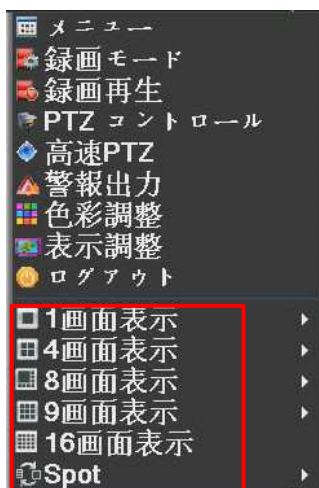 メニュー
録画モード
録画再生
PTZ コントロール
高速PTZ
警報出力
色彩調整
表示調整
ログアウト
1画面表示
4画面表示
8画面表示
9画面表示
16画面表示
Spot